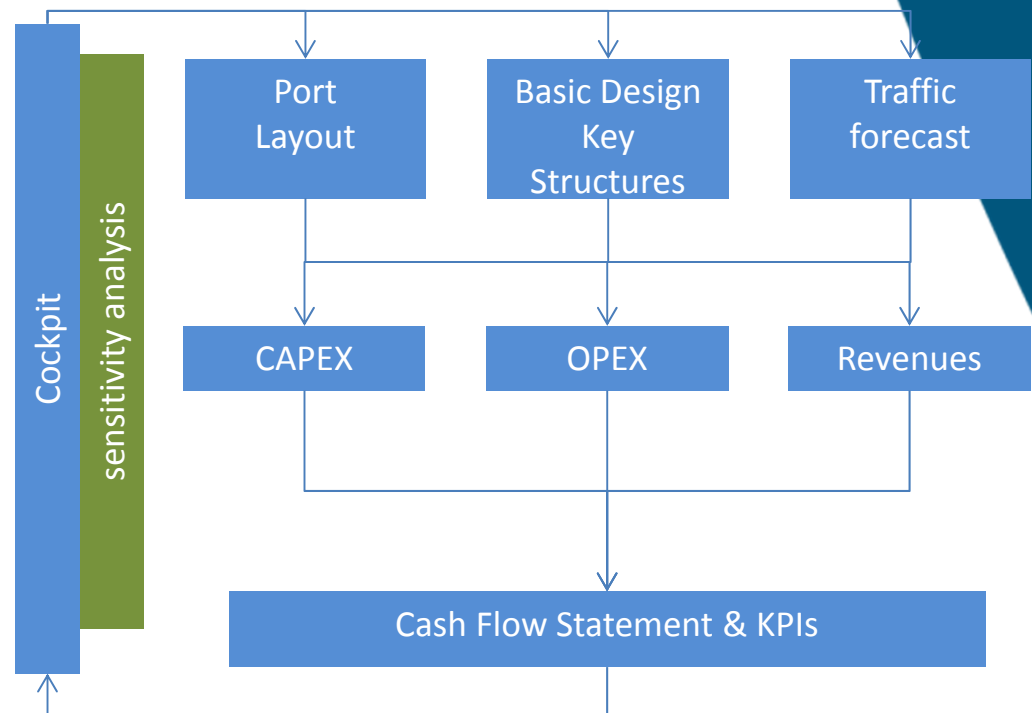 Cockpit
sensitivity analysis
Port
Layout
Basic Design
Key
Structures
Traffic
forecast
CAPEX
OPEX
Revenues
Cash Flow Statement & KPIs